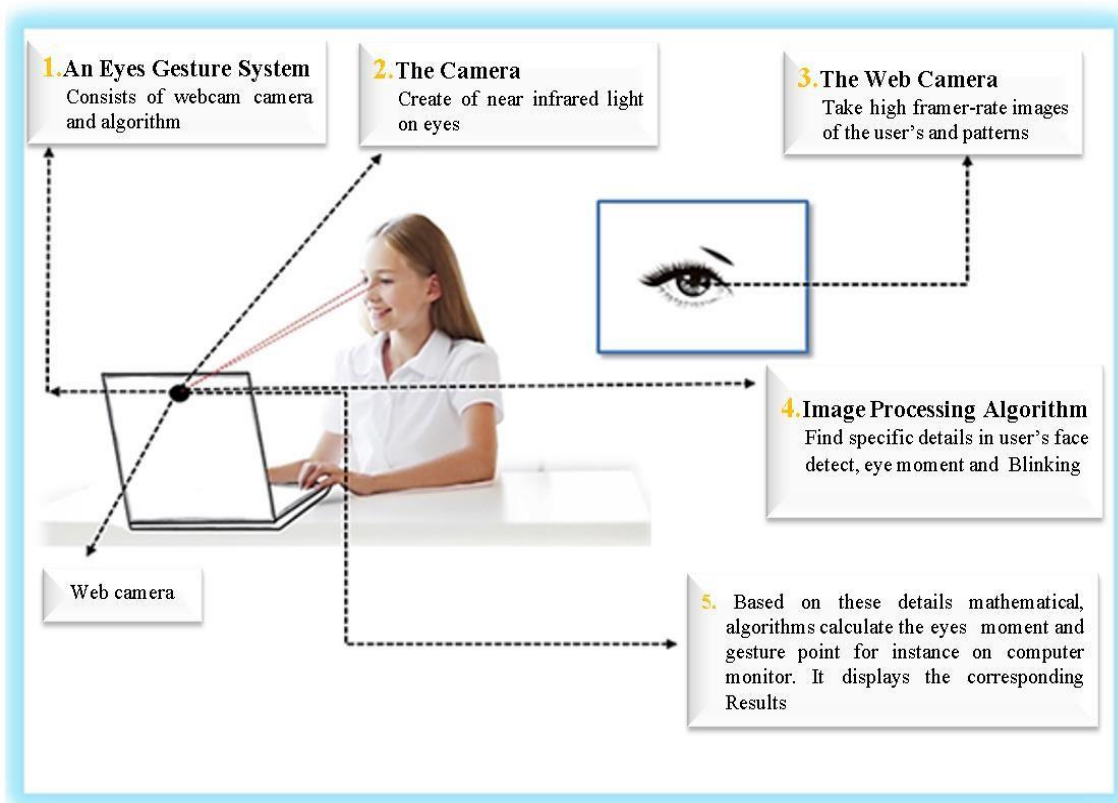 1.An Eyes Gesture System
Consists of webcam camera
and algorithm
2.The Camera
Create of near infrared light
on eyes
3.The Web Camera
Take high framer-rate images
of the user’s and patterns
4.Image Processing Algorithm
Find specific details in user’s face
detect, eye moment and Blinking
Web camera
5. Based on these details mathematical,
algorithms calculate the eyes moment and
gesture point for instance on computer
monitor. It displays the corresponding
Results